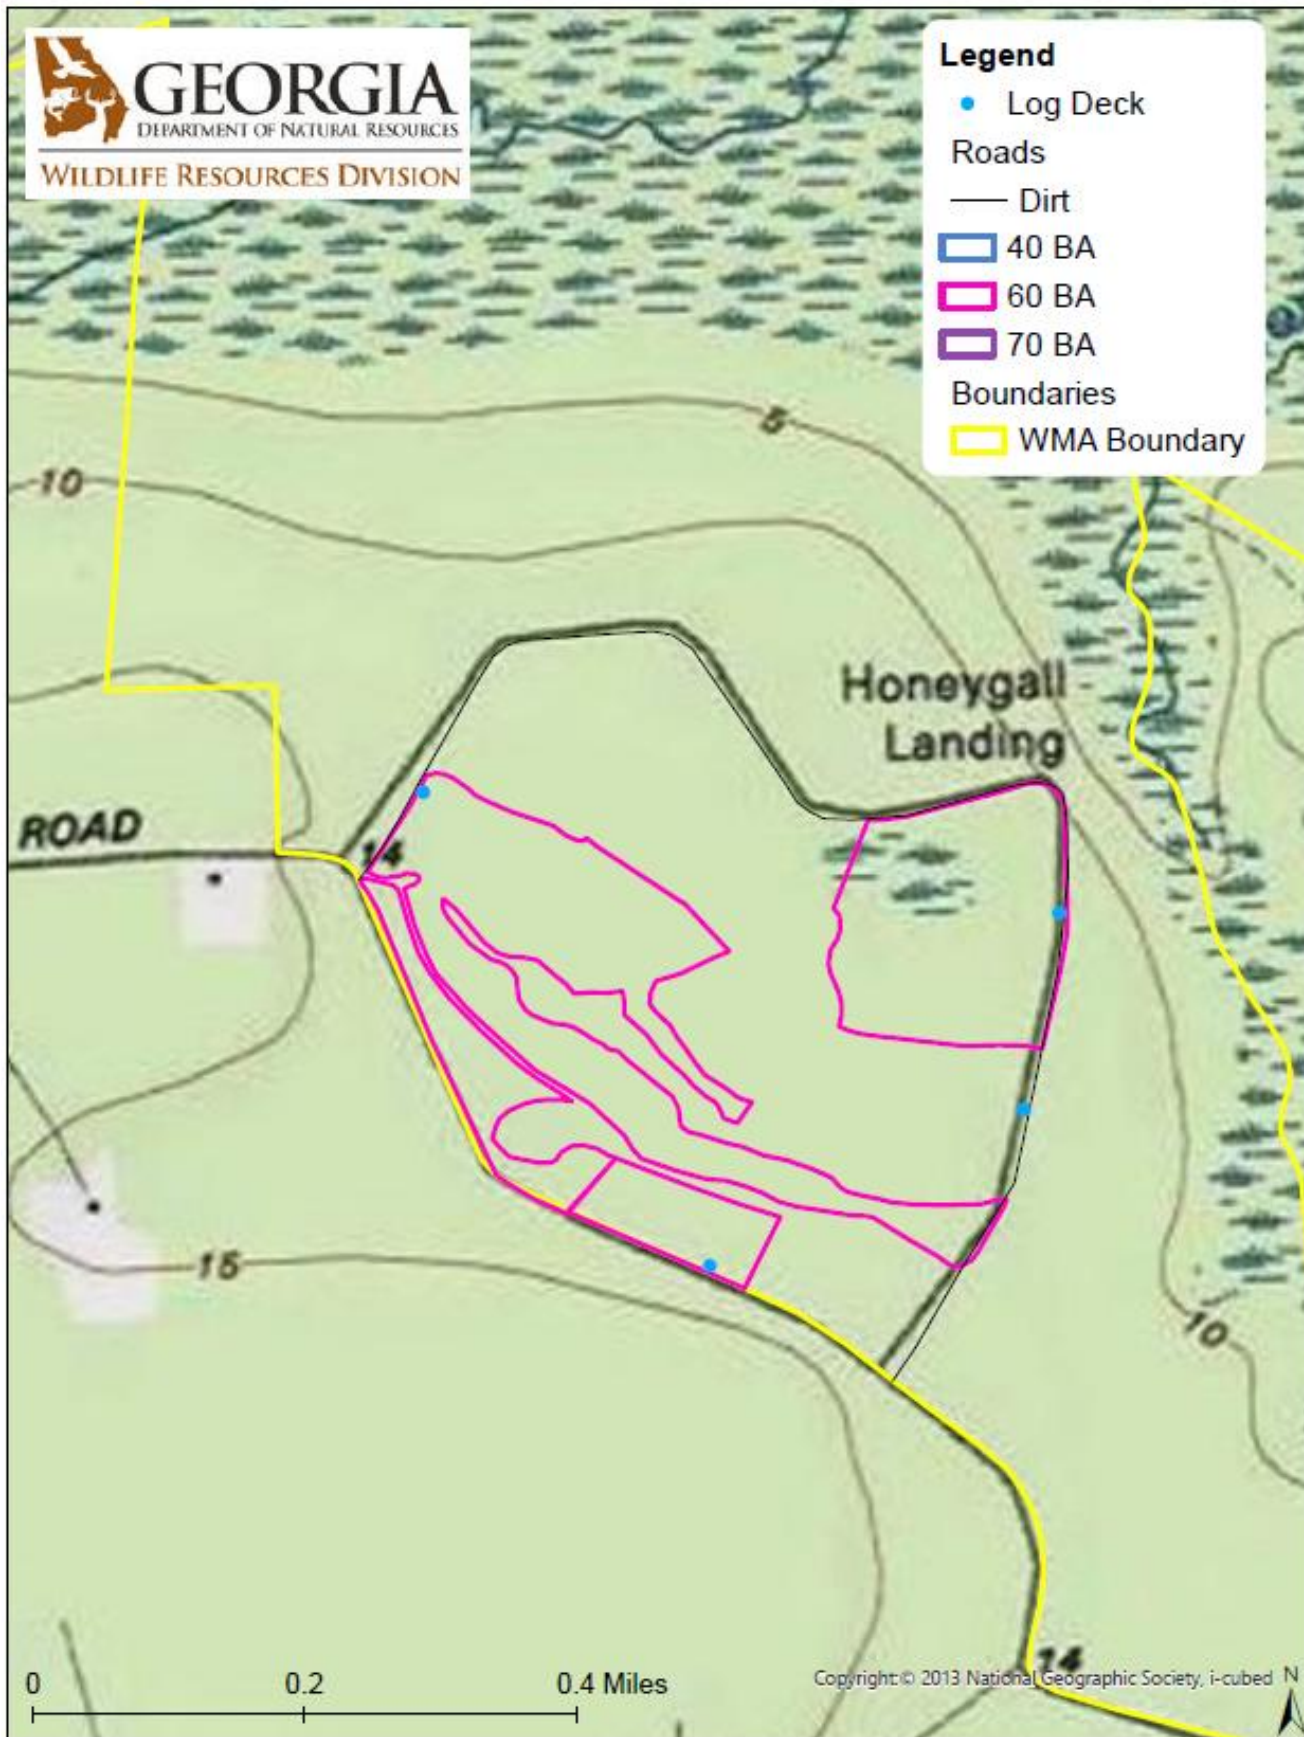 GEORGIA
DEPARTMENT OF NATURAL RESOURCES
WILDLIFE RESOURCES DIVISION
Legend
Log Deck
Roads
Dirt
40 BA
60 BA
70 BA
Boundaries
WMA Boundary
5
10
Honeygall
Landing
ROAD
14
15
10
14
0 0.2 0.4 Miles
Copyright:© 2013 National Geographic Society, i-cubed
N